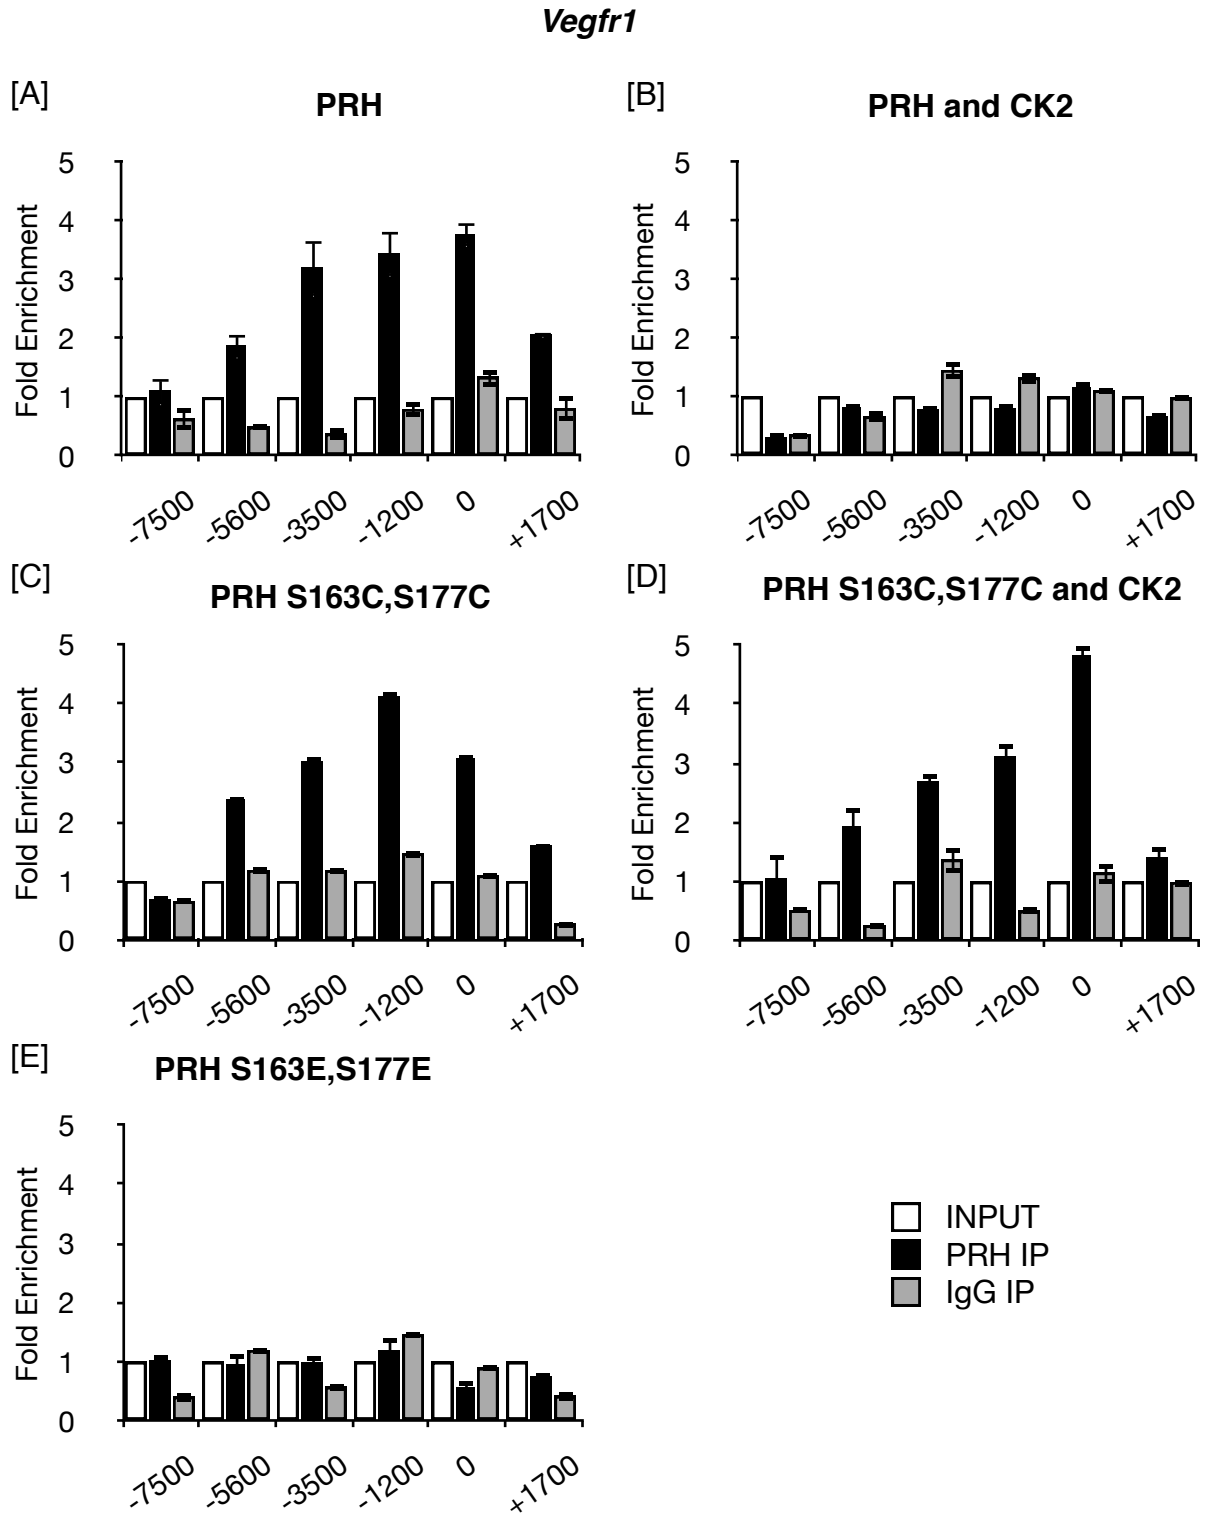 Vegfr1
[A]
PRH
Fold Enrichment
5
4
3
2
1
0
-7500 -5600 -3500 -1200 0 +1700
[B]
PRH and CK2
Fold Enrichment
5
4
3
2
1
0
-7500 -5600 -3500 -1200 0 +1700
[C]
PRH S163C,S177C
Fold Enrichment
5
4
3
2
1
0
-7500 -5600 -3500 -1200 0 +1700
[D]
PRH S163C,S177C and CK2
Fold Enrichment
5
4
3
2
1
0
-7500 -5600 -3500 -1200 0 +1700
[E]
PRH S163E,S177E
Fold Enrichment
5
4
3
2
1
0
-7500 -5600 -3500 -1200 0 +1700
INPUT
PRH IP
IgG IP